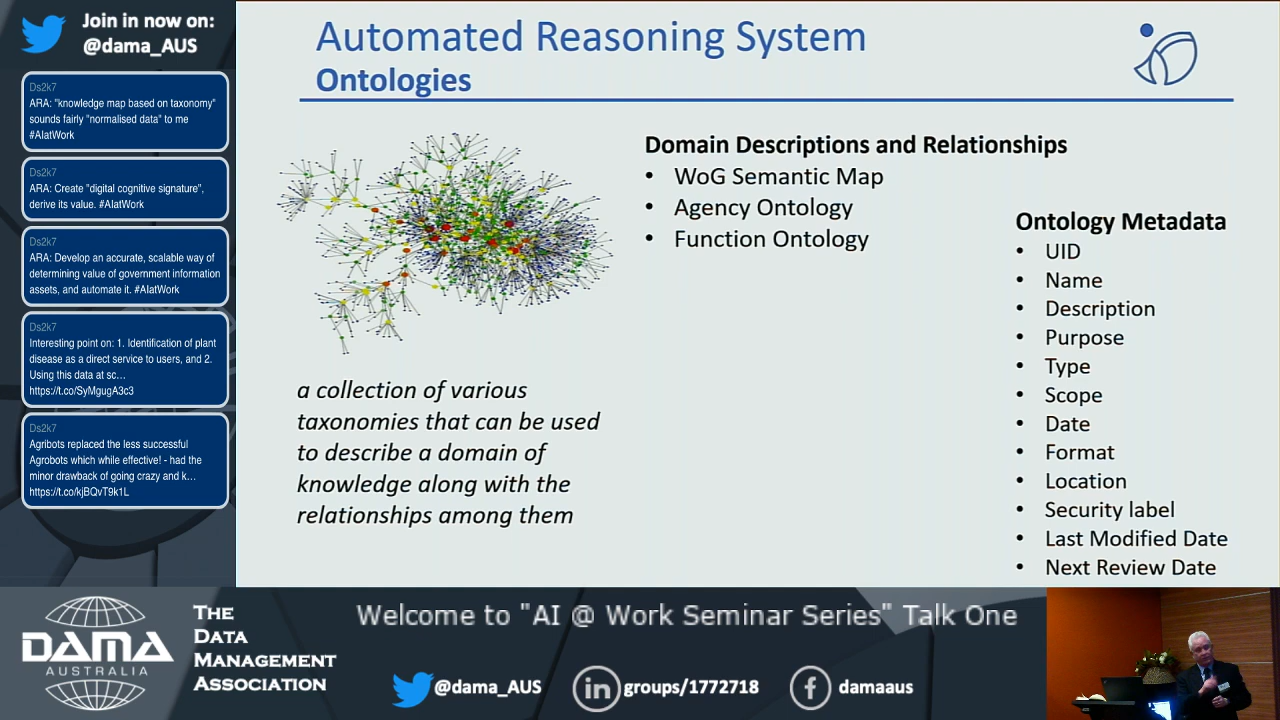 Join in now on:
@dama_AUS
Ds2k7
ARA: "knowledge map based on taxonomy"
sounds fairly "normalised data" to me
#AIatWork
Ds2k7
ARA: Create "digital cognitive signature",
derive its value. #AIatWork
Ds2k7
ARA: Develop an accurate, scalable way of
determining value of government information
assets, and automate it. #AIatWork
Ds2k7
Interesting point on: 1. Identification of plant
disease as a direct service to users, and 2.
Using this data at sc...
https://t.co/SyMgugA3c3
Ds2k7
Agribots replaced the less successful
Agrobots which while effective! - had the
minor drawback of going crazy and k...
https://t.co/kjBQvT9k1L
Automated Reasoning System
Ontologies
a collection of various
taxonomies that can be used
to describe a domain of
knowledge along with the
relationships among them
Domain Descriptions and Relationships
• WoG Semantic Map
• Agency Ontology
• Function Ontology
Ontology Metadata
• UID
• Name
• Description
• Purpose
• Type
• Scope
• Date
• Format
• Location
• Security label
• Last Modified Date
• Next Review Date
DAMA
AUSTRALIA
THE
DATA
MANAGEMENT
ASSOCIATION
Welcome to "AI @ Work Seminar Series" Talk One
@dama_AUS
in groups/1772718
f damaaus